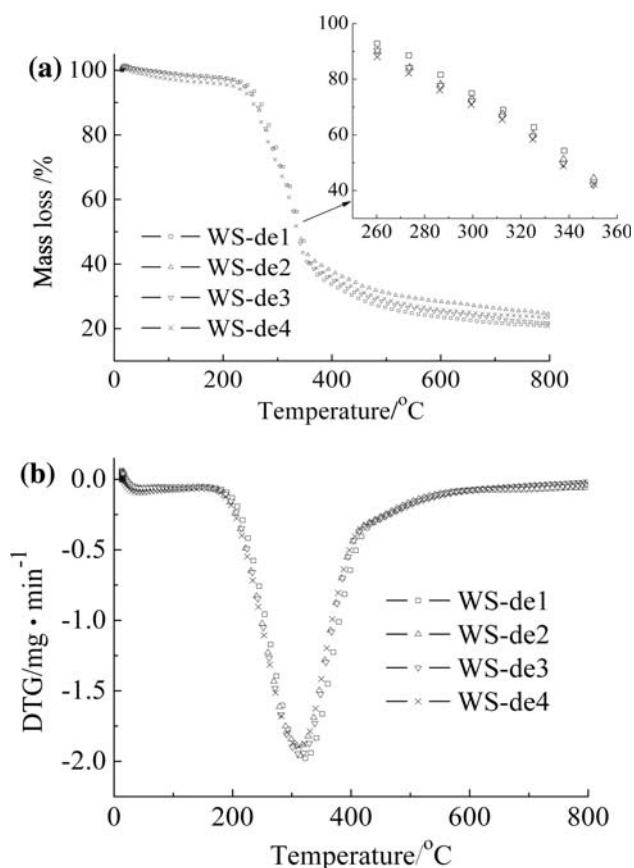 (a)
Mass loss /%
100
80
60
40
20
0 200 400 600 800
Temperature/°C
WS-de1
WS-de2
WS-de3
WS-de4
100
80
60
40
260 280 300 320 340 360
(b)
DTG/mg • min⁻¹
0.0
-0.5
-1.0
-1.5
-2.0
0 200 400 600 800
Temperature/°C
WS-de1
WS-de2
WS-de3
WS-de4